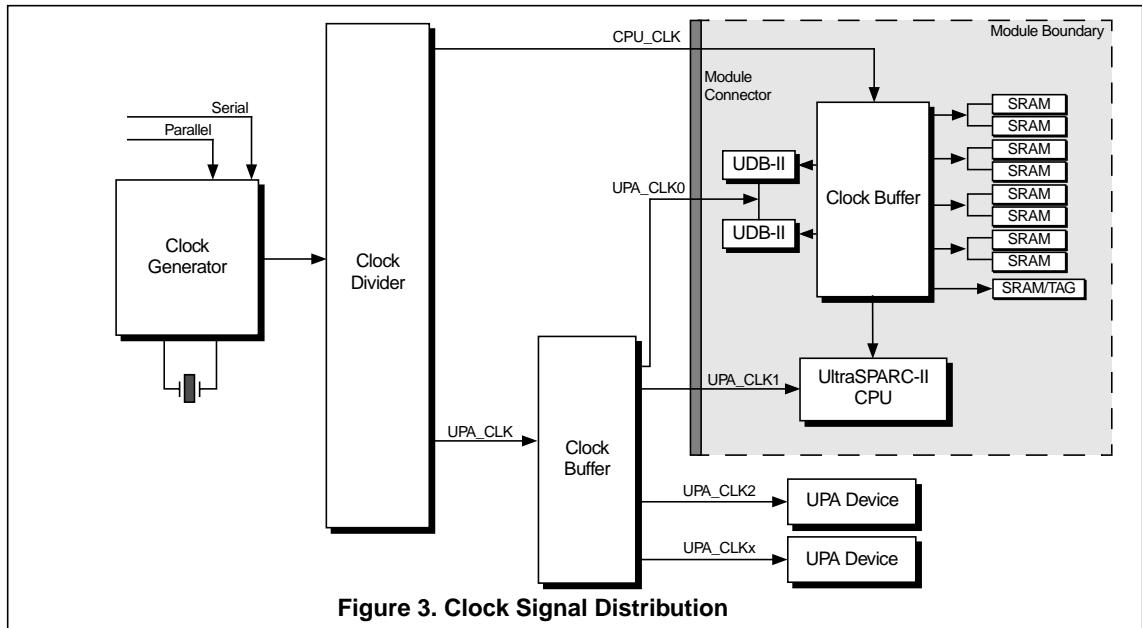 CPU_CLK
Module Boundary
Module
Connector
Serial
Parallel
SRAM
SRAM
SRAM
SRAM
SRAM
SRAM
SRAM
SRAM
SRAM/TAG
UDB-II
UDB-II
Clock Buffer
UPA_CLK0
Clock
Generator
Clock
Divider
UPA_CLK1
UltraSPARC-II
CPU
UPA_CLK
Clock
Buffer
UPA_CLK2
UPA Device
UPA_CLKx
UPA Device
Figure 3. Clock Signal Distribution